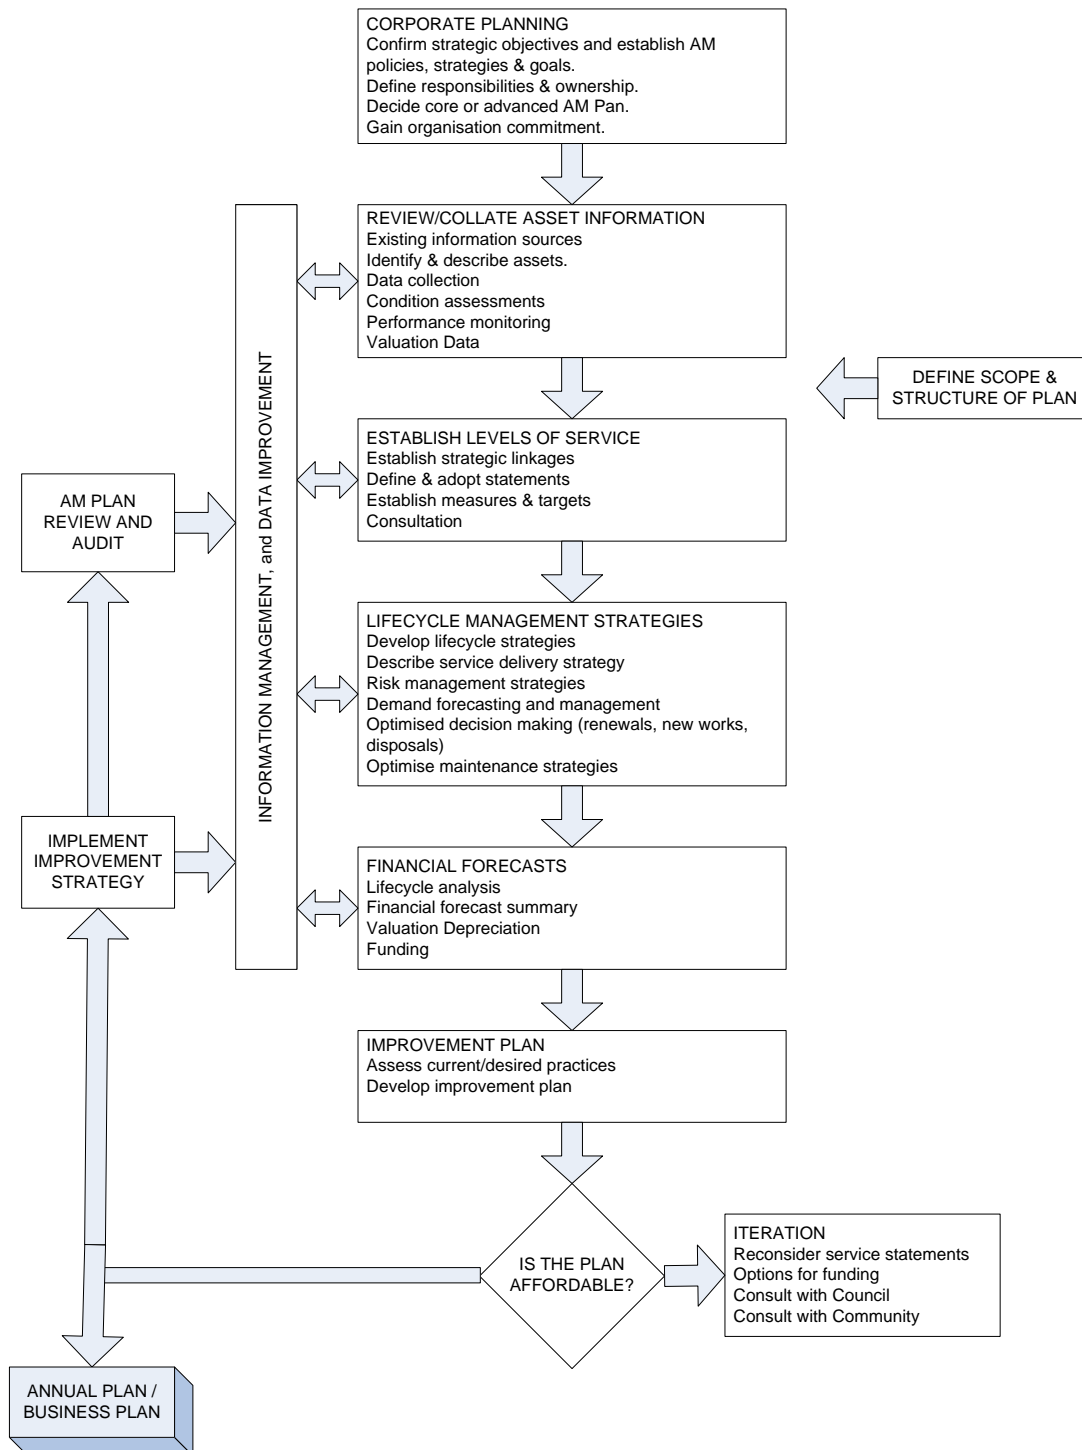 CORPORATE PLANNING
Confirm strategic objectives and establish AM
policies, strategies & goals.
Define responsibilities & ownership.
Decide core or advanced AM Pan.
Gain organisation commitment.
REVIEW/COLLATE ASSET INFORMATION
Existing information sources
Identify & describe assets.
Data collection
Condition assessments
Performance monitoring
Valuation Data
INFORMATION MANAGEMENT, and DATA IMPROVEMENT
DEFINE SCOPE &
STRUCTURE OF PLAN
ESTABLISH LEVELS OF SERVICE
Establish strategic linkages
Define & adopt statements
Establish measures & targets
Consultation
AM PLAN
REVIEW AND
AUDIT
LIFECYCLE MANAGEMENT STRATEGIES
Develop lifecycle strategies
Describe service delivery strategy
Risk management strategies
Demand forecasting and management
Optimised decision making (renewals, new works,
disposals)
Optimise maintenance strategies
IMPLEMENT
IMPROVEMENT
STRATEGY
FINANCIAL FORECASTS
Lifecycle analysis
Financial forecast summary
Valuation Depreciation
Funding
IMPROVEMENT PLAN
Assess current/desired practices
Develop improvement plan
IS THE PLAN
AFFORDABLE?
ITERATION
Reconsider service statements
Options for funding
Consult with Council
Consult with Community
ANNUAL PLAN /
BUSINESS PLAN